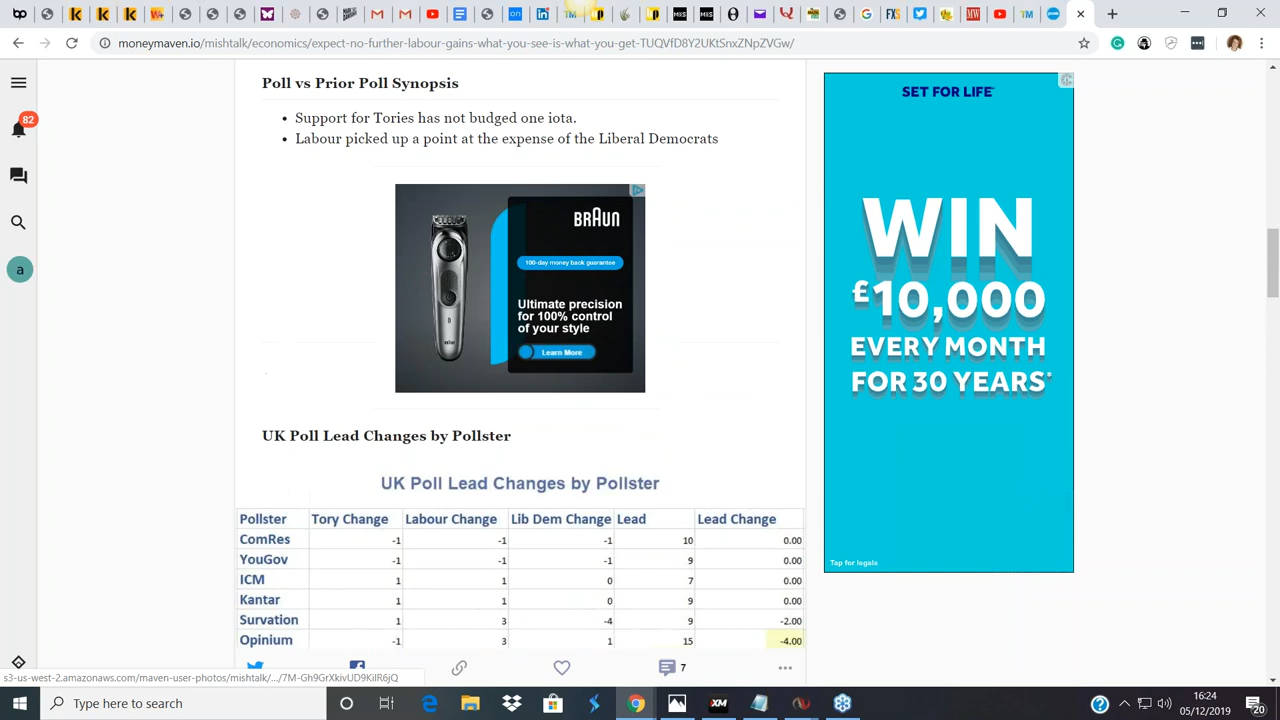 moneymaven.io/mishtalk/economics/expect-no-further-labour-gains-what-you-see-is-what-you-get-TUQVfD8Y2UKtSnxZNpZVGw/
82
a
Poll vs Prior Poll Synopsis
• Support for Tories has not budged one iota.
• Labour picked up a point at the expense of the Liberal Democrats
BRAUN
100-day money back guarantee
Ultimate precision
for 100% control
of your style
Learn More
SET FOR LIFE
WIN
£10,000
EVERY MONTH
FOR 30 YEARS*
Tap for legals
UK Poll Lead Changes by Pollster
UK Poll Lead Changes by Pollster
Pollster Tory Change Labour Change Lib Dem Change Lead Lead Change
ComRes -1 -1 -1 10 0.00
YouGov -1 -1 -1 9 0.00
ICM 1 1 0 7 0.00
Kantar 1 1 0 9 0.00
Survation 1 3 -4 9 -2.00
Opinium -1 3 1 15 -4.00
7
s3-us-west-2.amazonaws.com/maven-user-photos/mishtalk/.../7M-Gh9GrXkivUD9KiIR6jQ
Type here to search
XM
16:24
05/12/2019
20